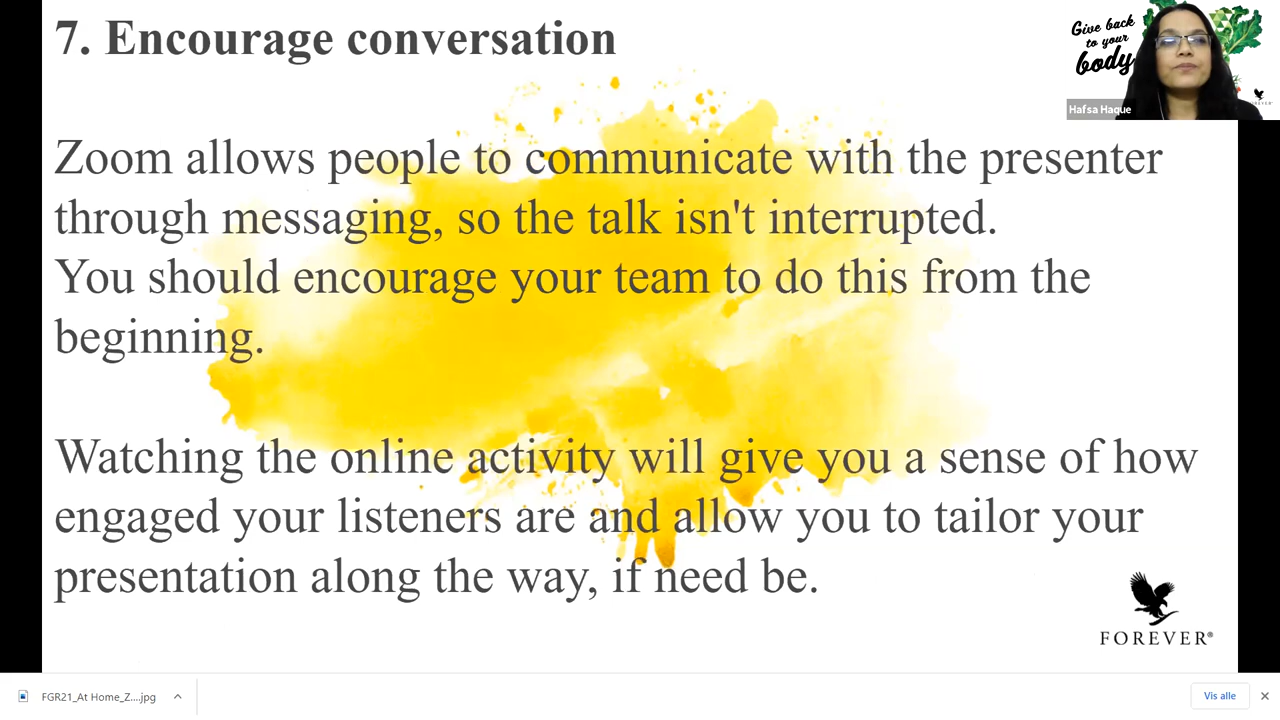 7. Encourage conversation
Give back
to your
body
Hafsa Haque
Zoom allows people to communicate with the presenter
through messaging, so the talk isn't interrupted.
You should encourage your team to do this from the
beginning.
Watching the online activity will give you a sense of how
engaged your listeners are and allow you to tailor your
presentation along the way, if need be.
FOREVER®
FGR21_At Home_Z....jpg
Vis alle